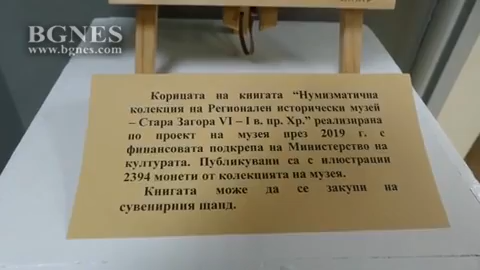 BGNES
www.bgnes.com
Корицата на книгата "Нумизматична
колекция на Регионален исторически музей
– Стара Загора VI – I в. пр. Хр." реализирана
по проект на музея през 2019 г. с
финансовата подкрепа на Министерство на
културата. Публикувани са с илюстрации
2394 монети от колекцията на музея.
Книгата може да се закупи на
сувенирния щанд.